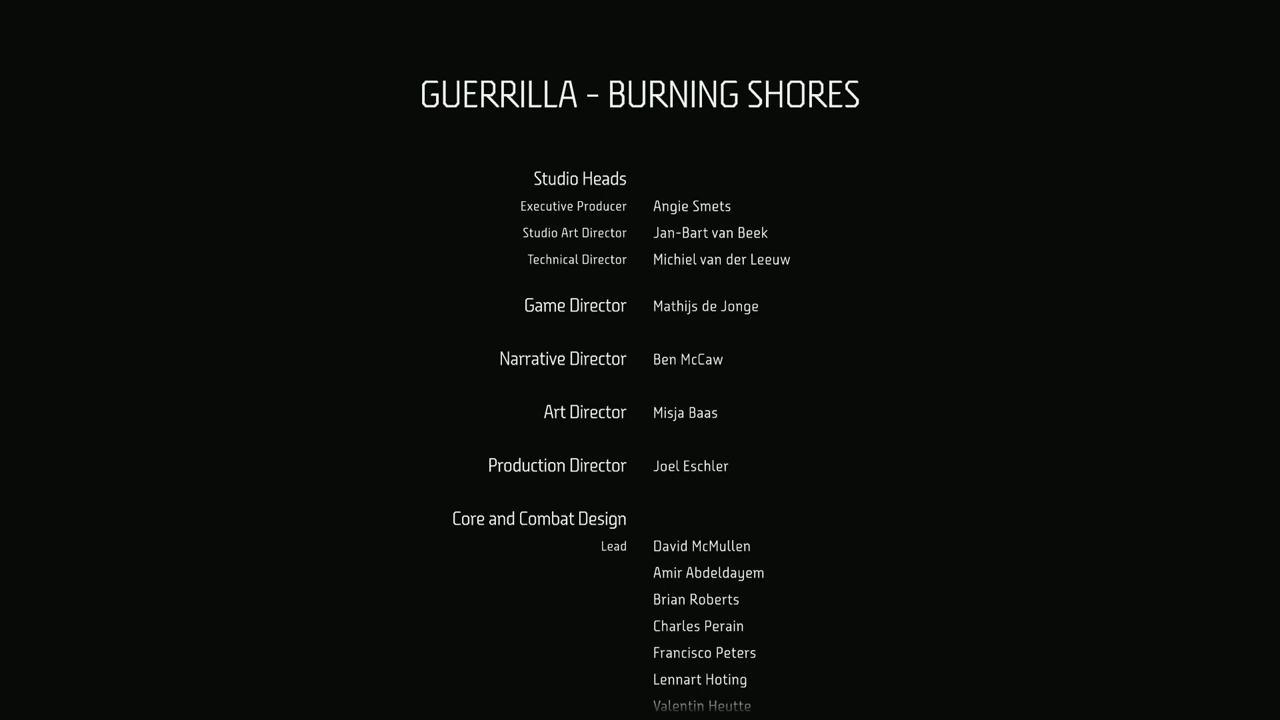 GUERRILLA - BURNING SHORES
Studio Heads
Executive Producer Angie Smets
Studio Art Director Jan-Bart van Beek
Technical Director Michiel van der Leeuw
Game Director Mathijs de Jonge
Narrative Director Ben McCaw
Art Director Misja Baas
Production Director Joel Eschler
Core and Combat Design
Lead David McMullen
Amir Abdeldayem
Brian Roberts
Charles Perain
Francisco Peters
Lennart Hoting
Valentin Heutte